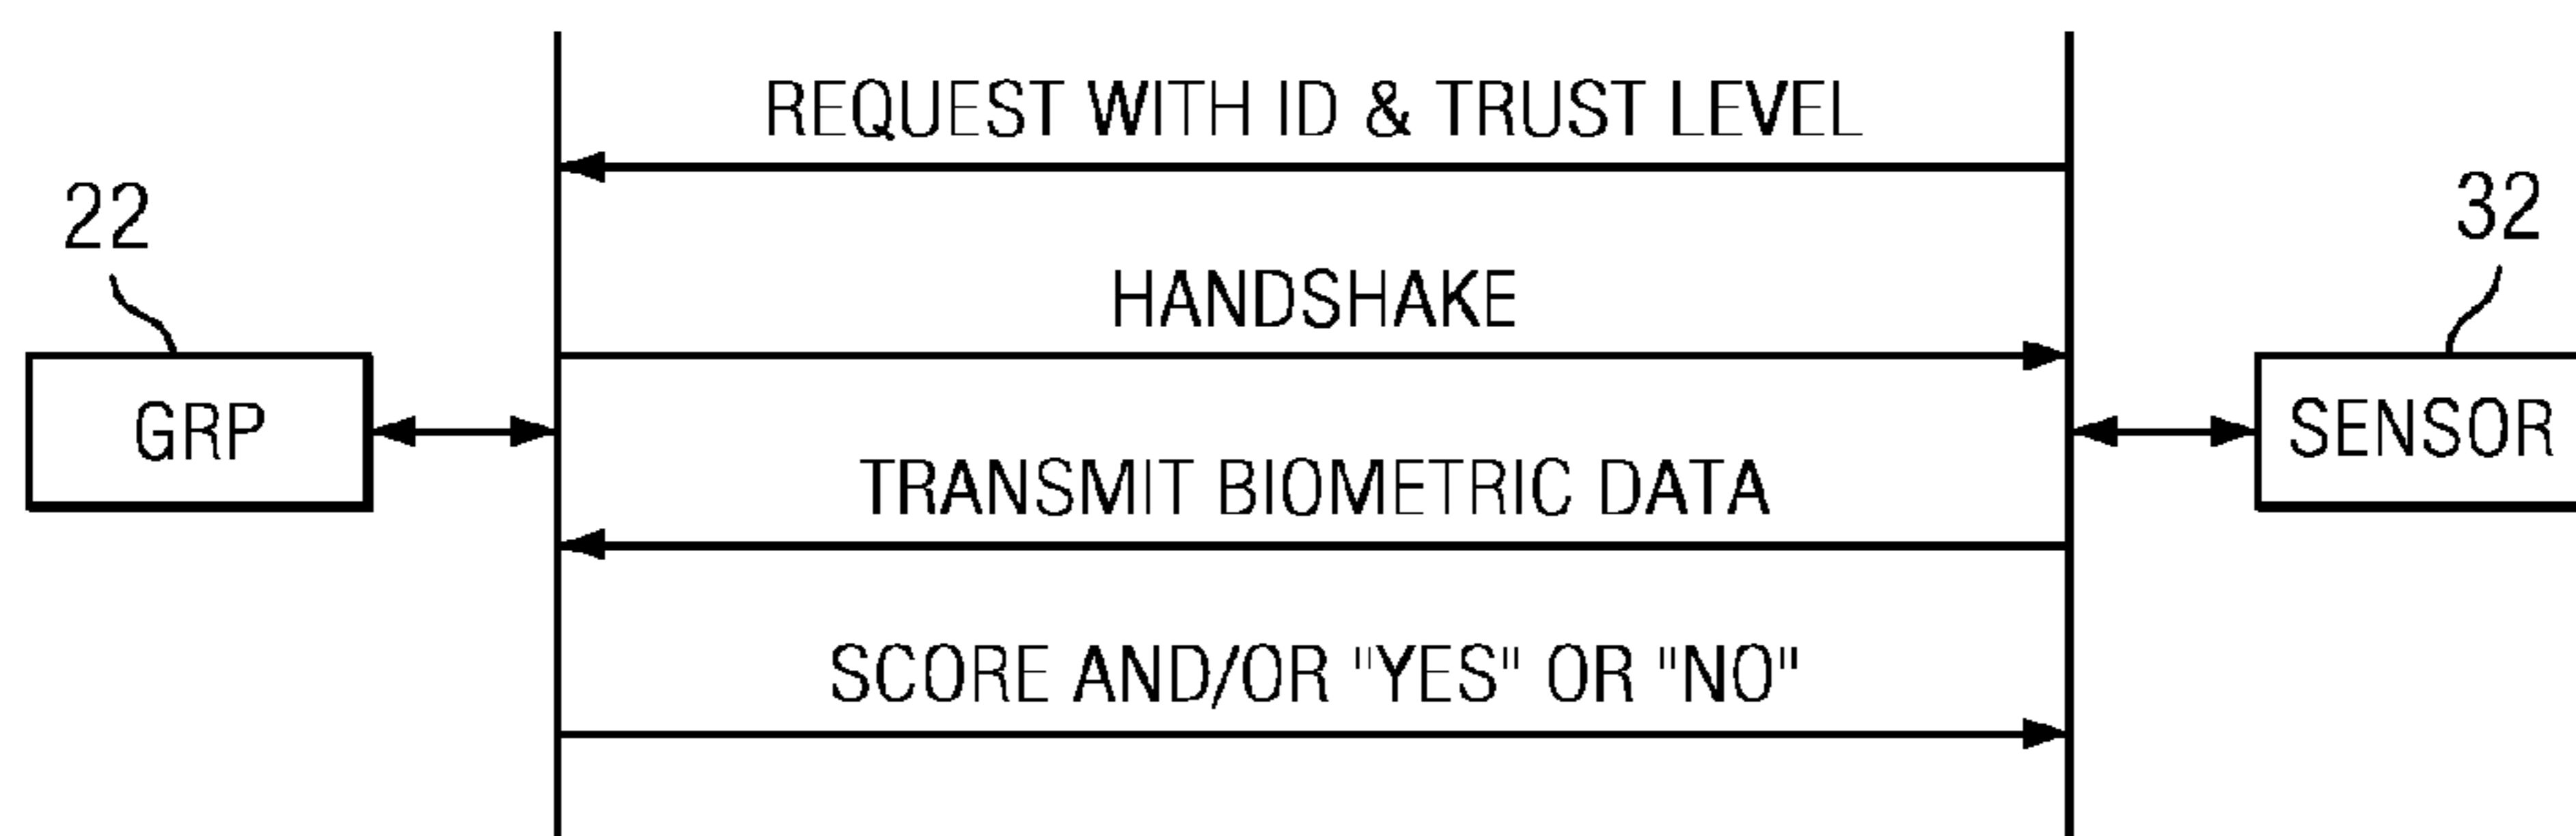 REQUEST WITH ID & TRUST LEVEL
22
32
HANDSHAKE
GRP
SENSOR
TRANSMIT BIOMETRIC DATA
SCORE AND/OR "YES" OR "NO"